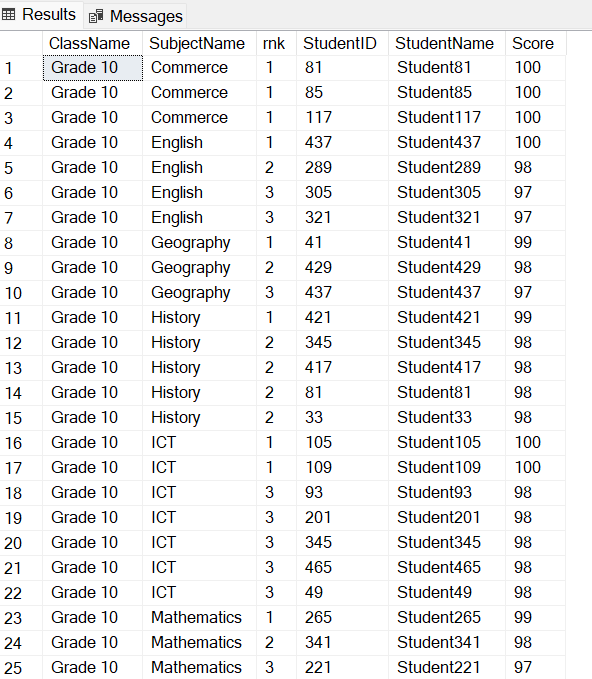 Results Messages
ClassName SubjectName rnk StudentID StudentName Score
1 Grade 10 Commerce 1 81 Student81 100
2 Grade 10 Commerce 1 85 Student85 100
3 Grade 10 Commerce 1 117 Student117 100
4 Grade 10 English 1 437 Student437 100
5 Grade 10 English 2 289 Student289 98
6 Grade 10 English 3 305 Student305 97
7 Grade 10 English 3 321 Student321 97
8 Grade 10 Geography 1 41 Student41 99
9 Grade 10 Geography 2 429 Student429 98
10 Grade 10 Geography 3 437 Student437 97
11 Grade 10 History 1 421 Student421 99
12 Grade 10 History 2 345 Student345 98
13 Grade 10 History 2 417 Student417 98
14 Grade 10 History 2 81 Student81 98
15 Grade 10 History 2 33 Student33 98
16 Grade 10 ICT 1 105 Student105 100
17 Grade 10 ICT 1 109 Student109 100
18 Grade 10 ICT 3 93 Student93 98
19 Grade 10 ICT 3 201 Student201 98
20 Grade 10 ICT 3 345 Student345 98
21 Grade 10 ICT 3 465 Student465 98
22 Grade 10 ICT 3 49 Student49 98
23 Grade 10 Mathematics 1 265 Student265 99
24 Grade 10 Mathematics 2 341 Student341 98
25 Grade 10 Mathematics 3 221 Student221 97